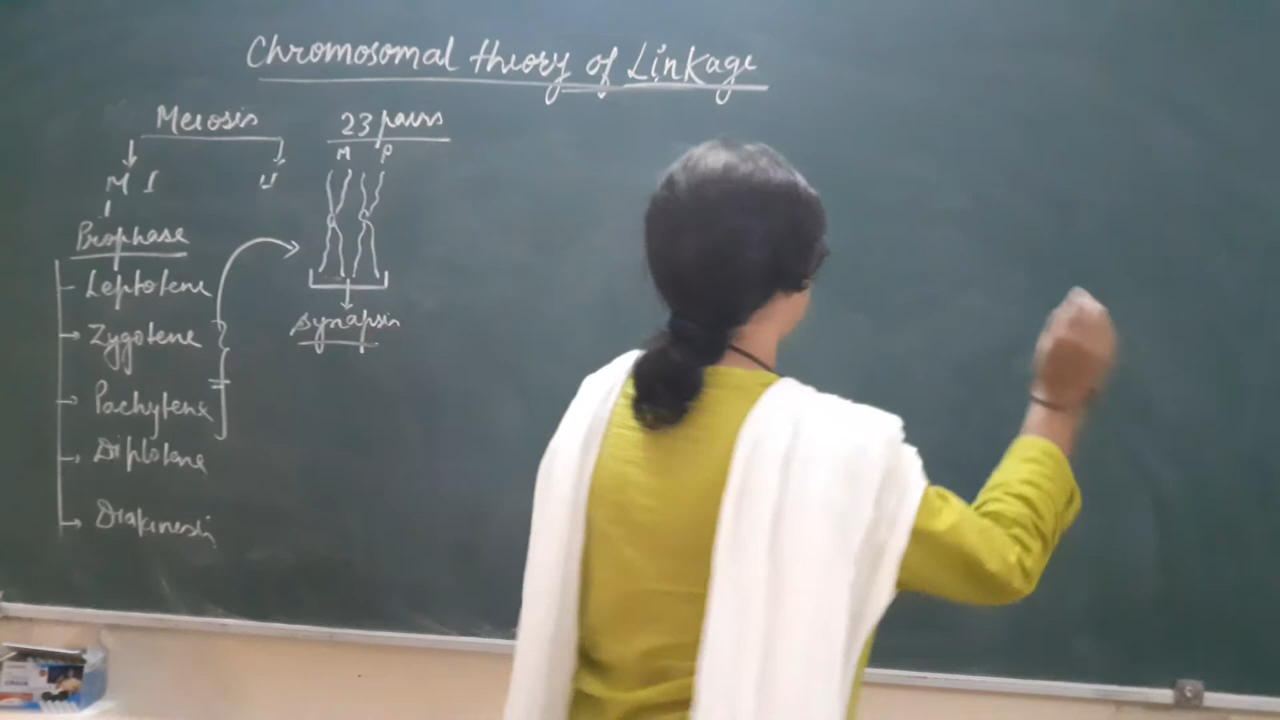 Chromosomal theory of Linkage
Meiosis
M I
II
Prophase
Leptotene
Zygotene
Pachytene
Diplotene
Diakinesis
23 pairs
M P
Synapsis